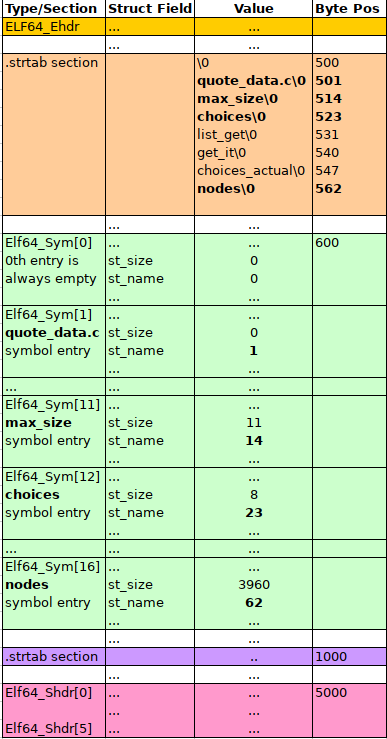 Type/Section Struct Field Value Byte Pos
ELF64_Ehdr ... ...
... ...
.strtab section \0 500
quote_data.c\0 501
max_size\0 514
choices\0 523
list_get\0 531
get_it\0 540
choices_actual\0 547
nodes\0 562
... ...
Elf64_Sym[0] ... ... 600
0th entry is st_size 0
always empty st_name 0
... ...
Elf64_Sym[1] ... ...
quote_data.c st_size 0
symbol entry st_name 1
... ...
... ... ...
Elf64_Sym[11] ... ...
max_size st_size 11
symbol entry st_name 14
... ...
Elf64_Sym[12] ... ...
choices st_size 8
symbol entry st_name 23
... ...
... ... ...
Elf64_Sym[16] ... ...
nodes st_size 3960
symbol entry st_name 62
... ...
... ...
.strtab section .. 1000
... ...
Elf64_Shdr[0] ... ... 5000
... ...
Elf64_Shdr[5] ... ...